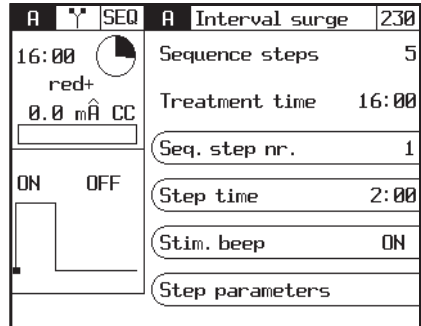 A Y SEQ
16:00
red+
0.0 mÂ CC
ON OFF
A Interval surge 230
Sequence steps 5
Treatment time 16:00
Seq. step nr. 1
Step time 2:00
Stim. beep ON
Step parameters